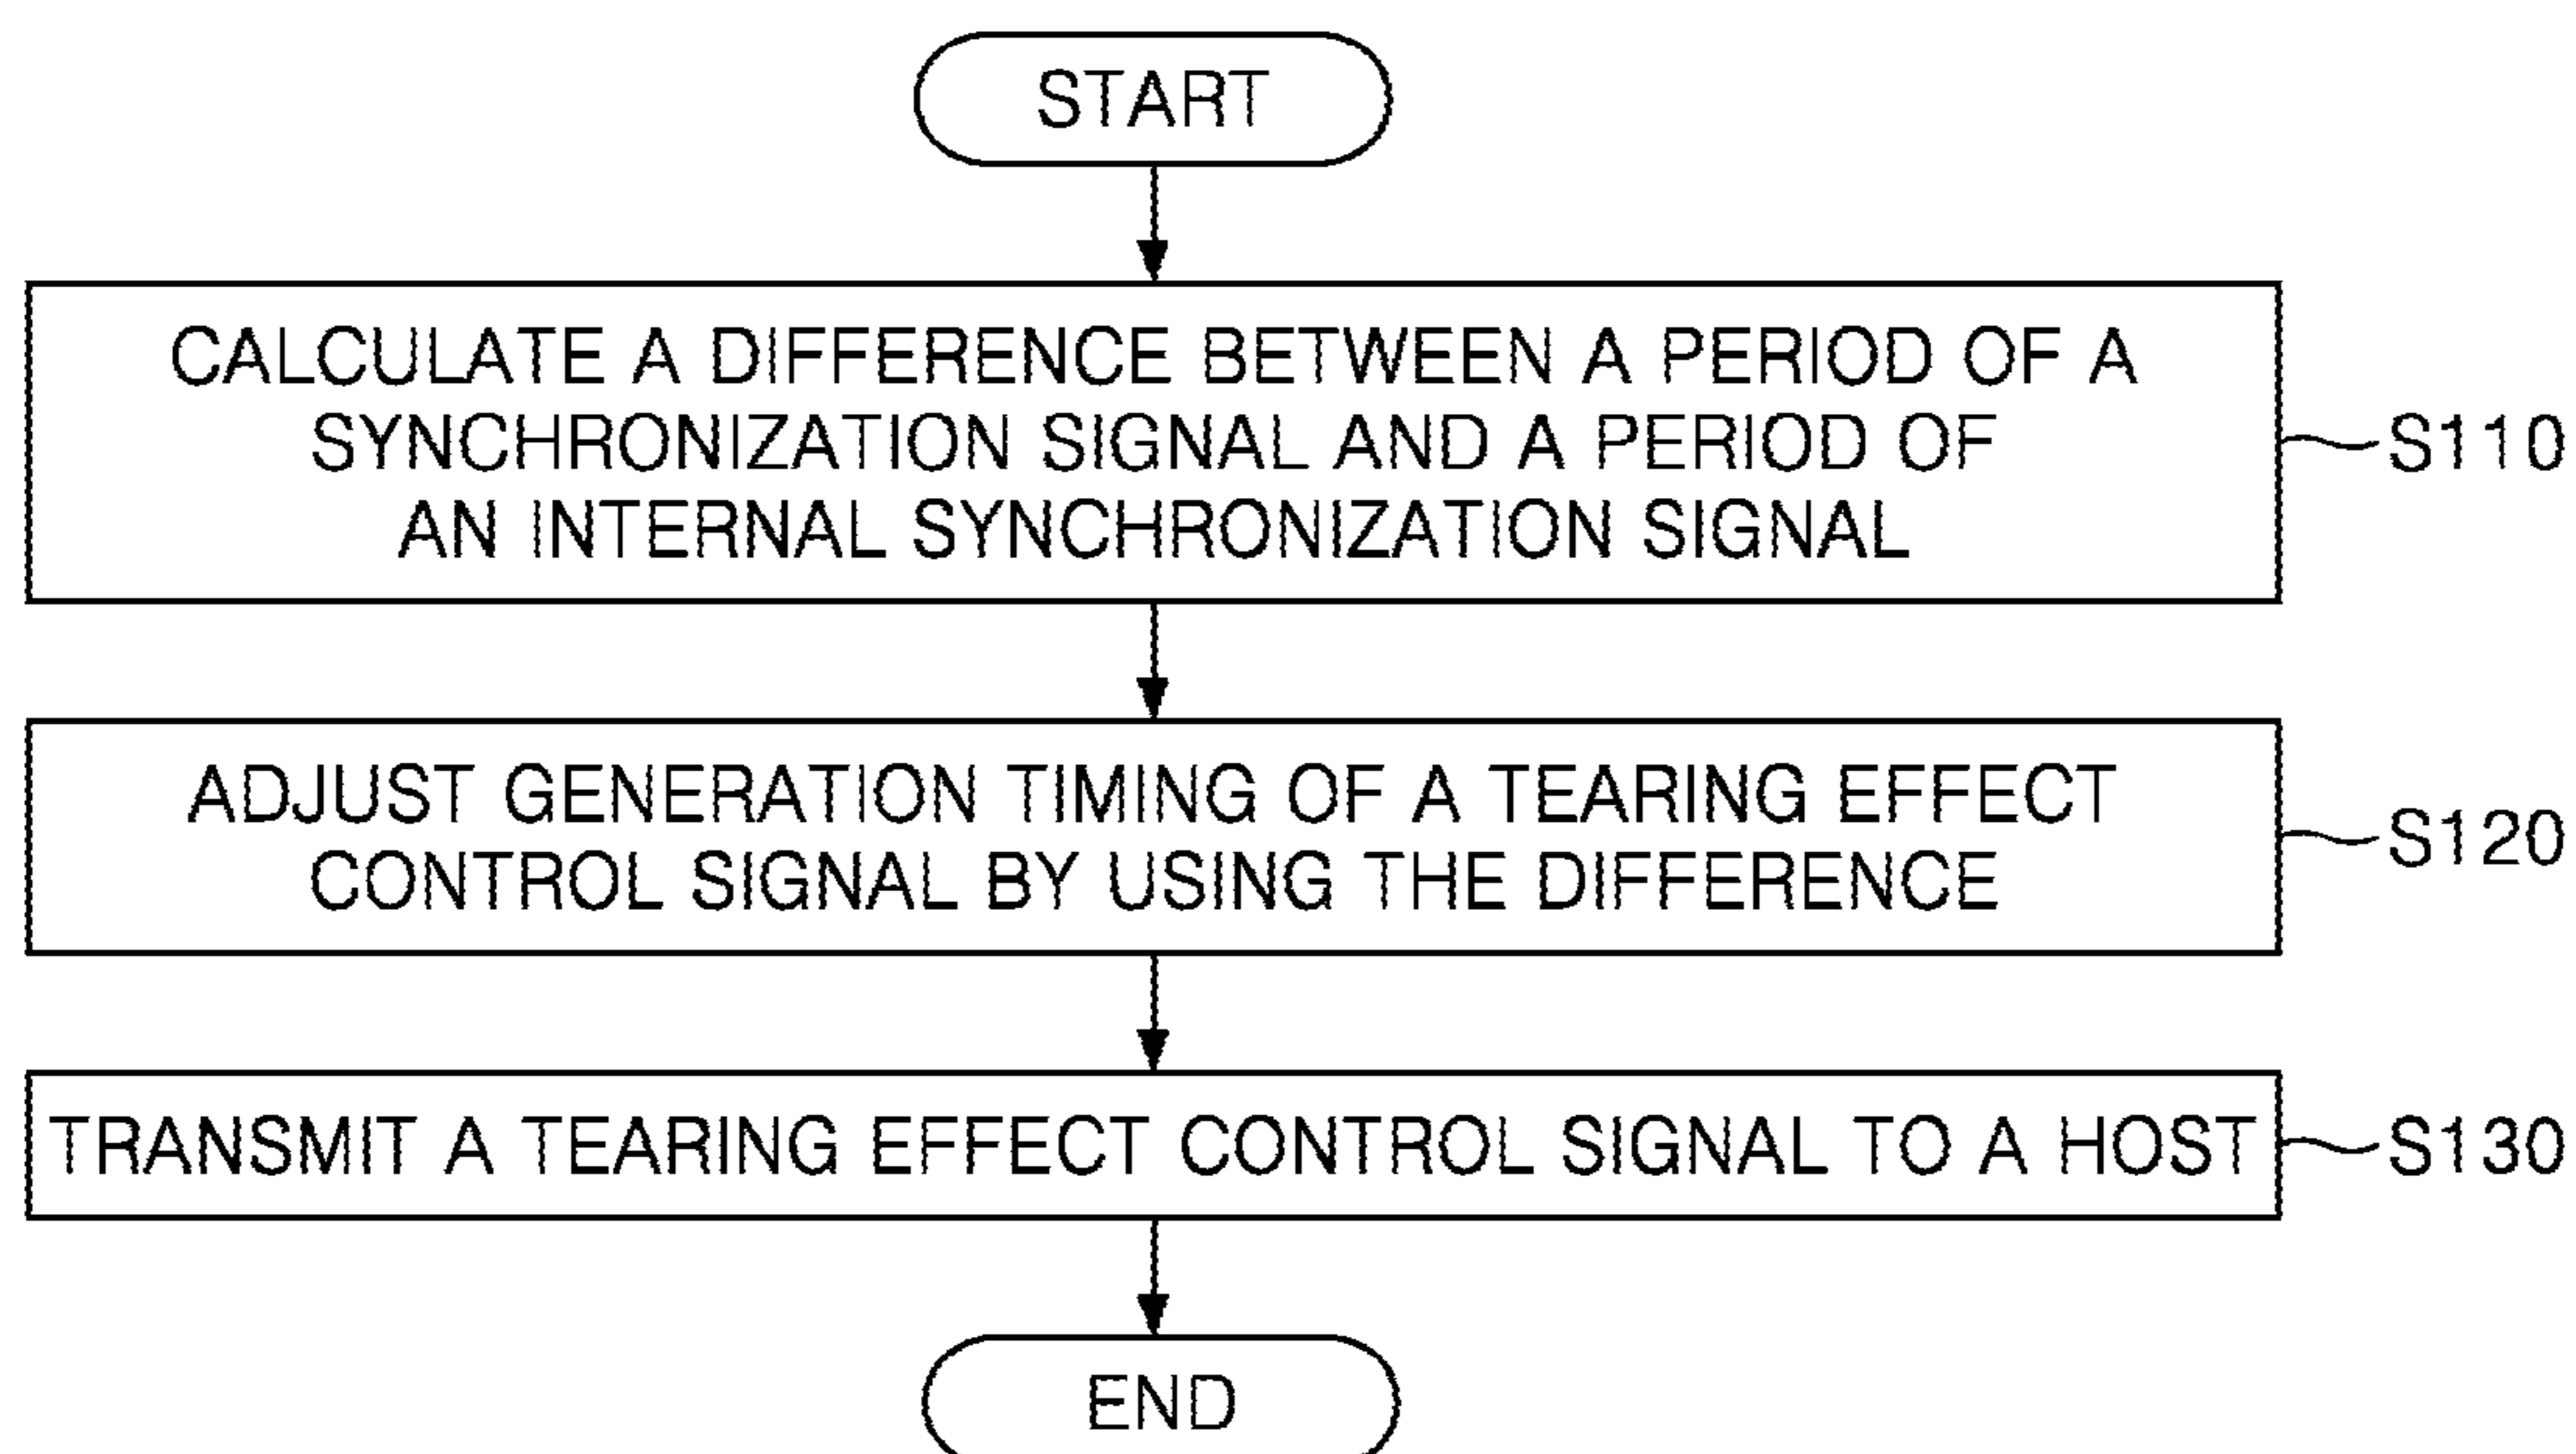 START
CALCULATE A DIFFERENCE BETWEEN A PERIOD OF A
SYNCHRONIZATION SIGNAL AND A PERIOD OF
AN INTERNAL SYNCHRONIZATION SIGNAL
S110
ADJUST GENERATION TIMING OF A TEARING EFFECT
CONTROL SIGNAL BY USING THE DIFFERENCE
S120
TRANSMIT A TEARING EFFECT CONTROL SIGNAL TO A HOST
S130
END